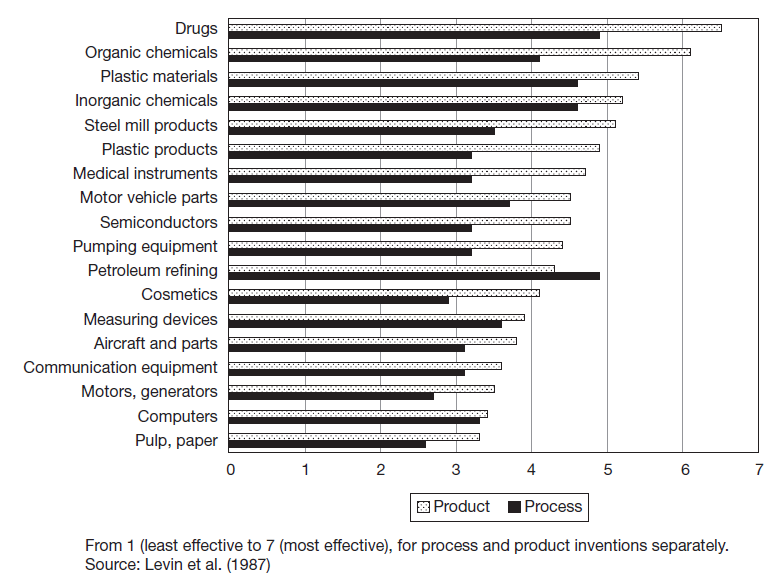 Drugs
Organic chemicals
Plastic materials
Inorganic chemicals
Steel mill products
Plastic products
Medical instruments
Motor vehicle parts
Semiconductors
Pumping equipment
Petroleum refining
Cosmetics
Measuring devices
Aircraft and parts
Communication equipment
Motors, generators
Computers
Pulp, paper
0 1 2 3 4 5 6 7
Product Process
From 1 (least effective to 7 (most effective), for process and product inventions separately.
Source: Levin et al. (1987)